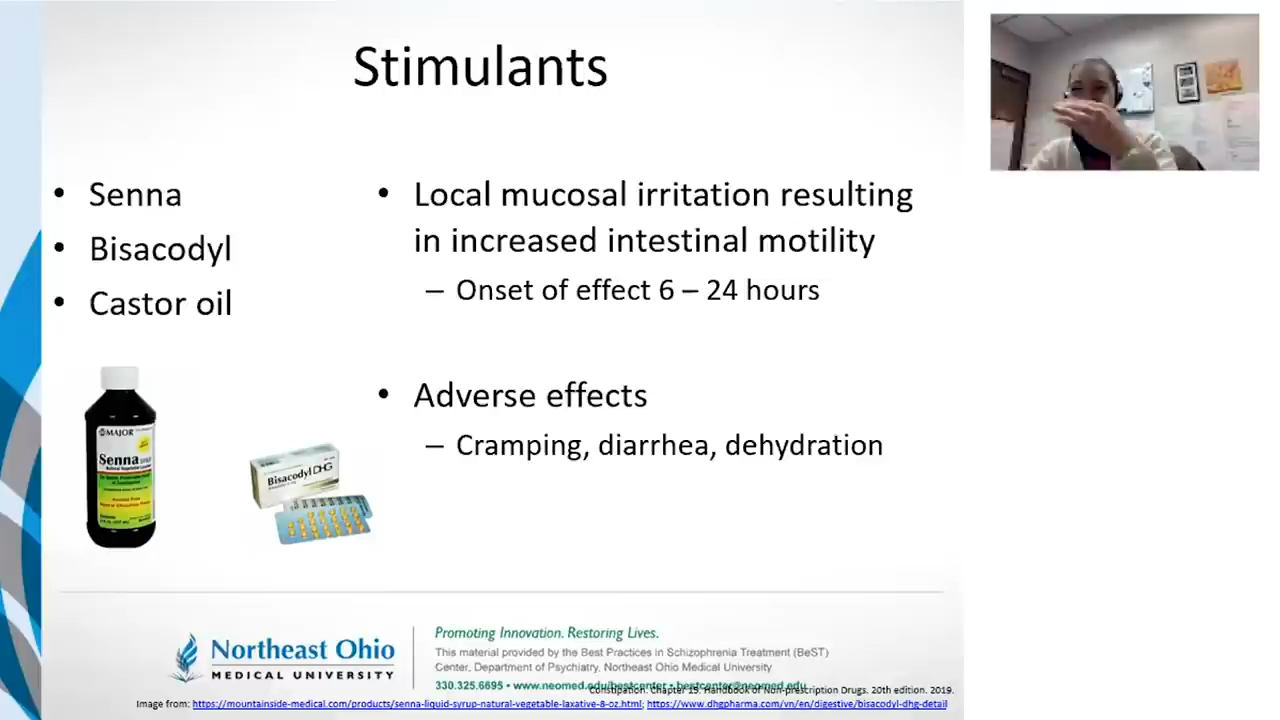 Stimulants
• Senna
• Bisacodyl
• Castor oil
• Local mucosal irritation resulting
in increased intestinal motility
– Onset of effect 6 – 24 hours
• Adverse effects
– Cramping, diarrhea, dehydration
MAJOR
Senna
Bisacodyl DHG
Northeast Ohio
MEDICAL UNIVERSITY
Promoting Innovation. Restoring Lives.
This material provided by the Best Practices in Schizophrenia Treatment (BeST)
Center, Department of Psychiatry, Northeast Ohio Medical University
330.325.6695 • www.neomed.edu/bestcenter • bestcenter@neomed.edu
Constipation. Chapter 15. Handbook of Non-prescription Drugs. 20th edition. 2019.
Image from: https://mountainside-medical.com/products/senna-liquid-syrup-natural-vegetable-laxative-8-oz.html; https://www.dhgpharma.com/vn/en/digestive/bisacodyl-dhg-detail